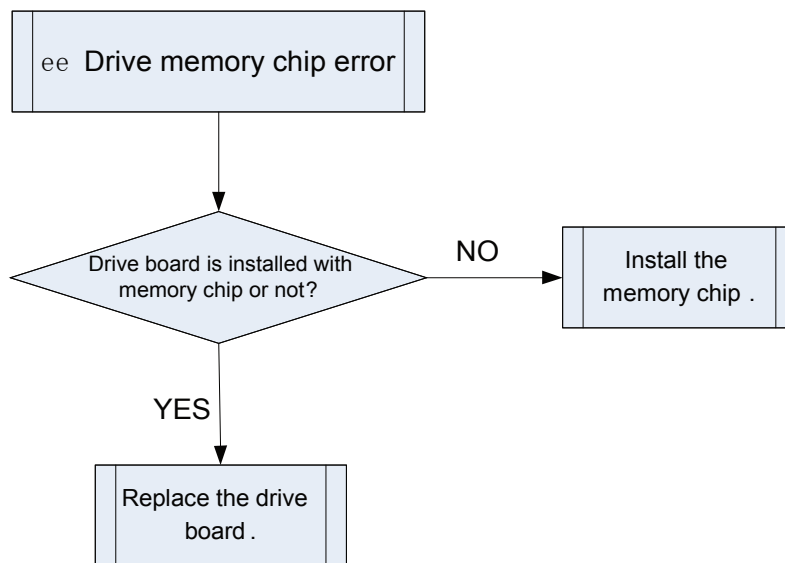 ee Drive memory chip error
Drive board is installed with
memory chip or not?
NO
Install the
memory chip .
YES
Replace the drive
board .